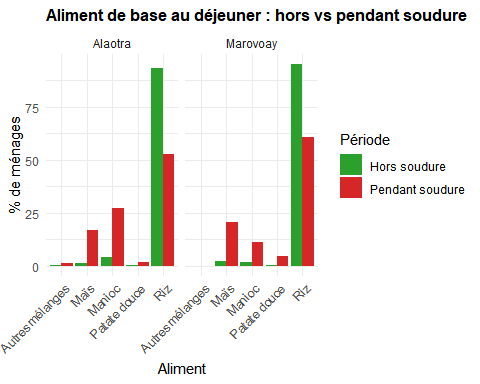 Aliment de base au déjeuner : hors vs pendant soudure
Alaotra
Marovoay
% de ménages
75
50
25
0
Autres mélanges
Maïs
Manioc
Patate douce
Riz
Autres mélanges
Maïs
Manioc
Patate douce
Riz
Aliment
Période
Hors soudure
Pendant soudure